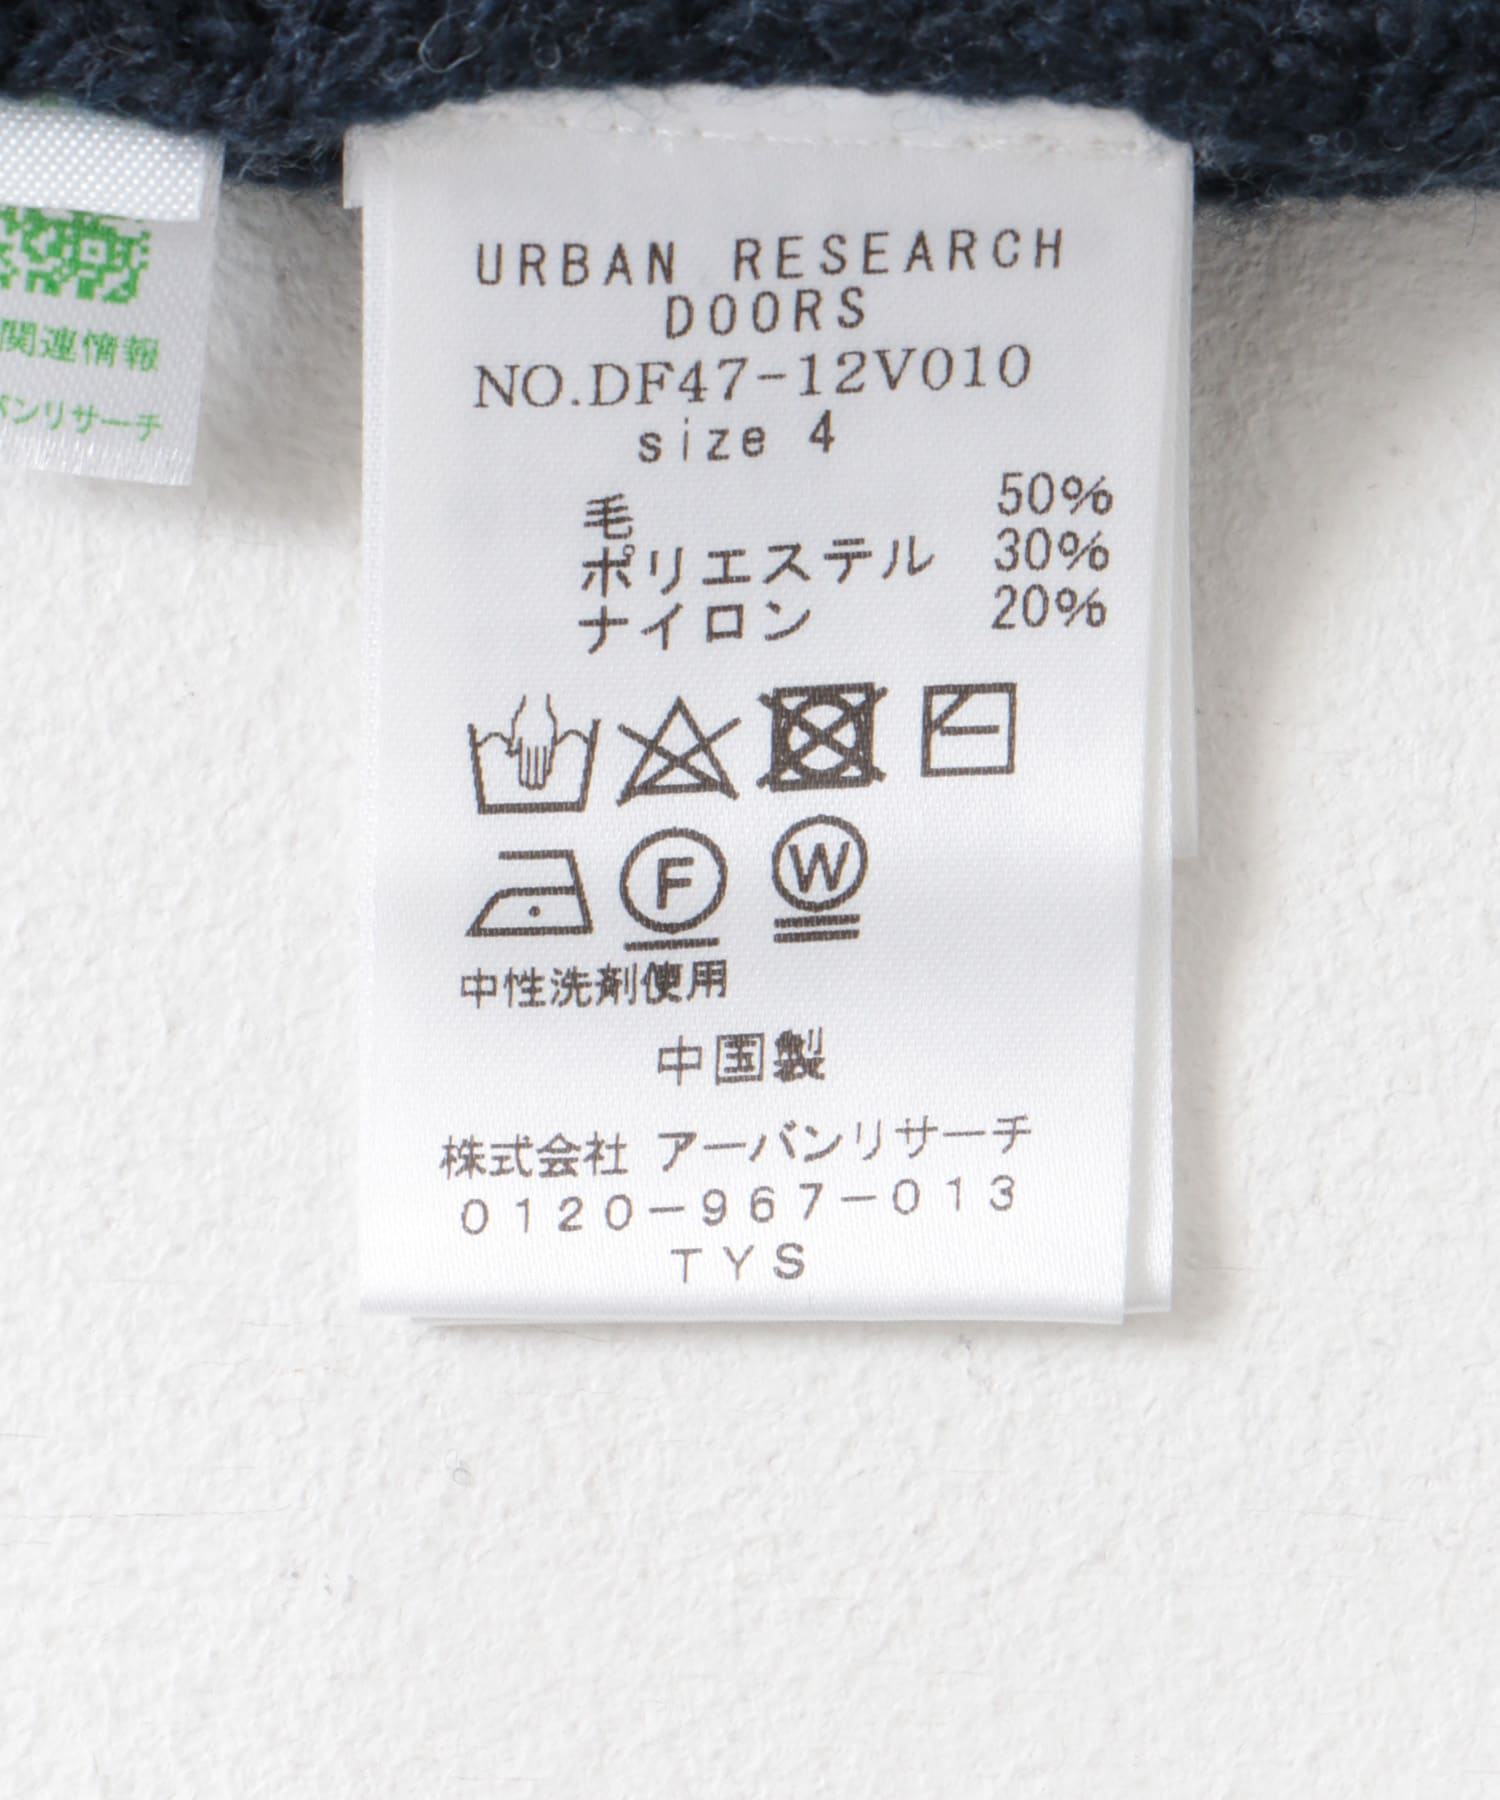 関連情報
バンリサーチ
URBAN RESEARCH
DOORS
NO.DF47-12V010
size 4
毛 50%
ポリエステル 30%
ナイロン 20%
F
W
中性洗剤使用
中国製
株式会社 アーバンリサーチ
0120-967-013
TYS